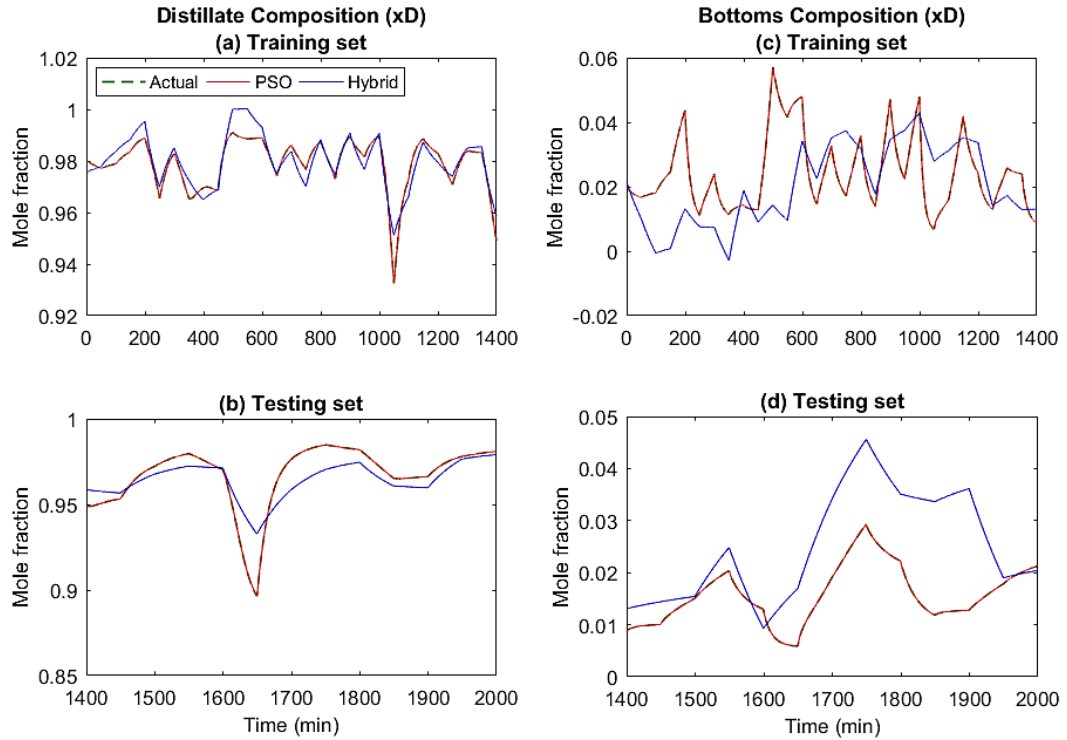 Distillate Composition (xD)
(a) Training set
1.02
1
0.98
0.96
0.94
0.92
Mole fraction
Actual PSO Hybrid
0 200 400 600 800 1000 1200 1400
Bottoms Composition (xD)
(c) Training set
0.06
0.04
0.02
0
-0.02
Mole fraction
0 200 400 600 800 1000 1200 1400
(b) Testing set
1
0.95
0.9
0.85
Mole fraction
1400 1500 1600 1700 1800 1900 2000
Time (min)
(d) Testing set
0.05
0.04
0.03
0.02
0.01
0
Mole fraction
1400 1500 1600 1700 1800 1900 2000
Time (min)